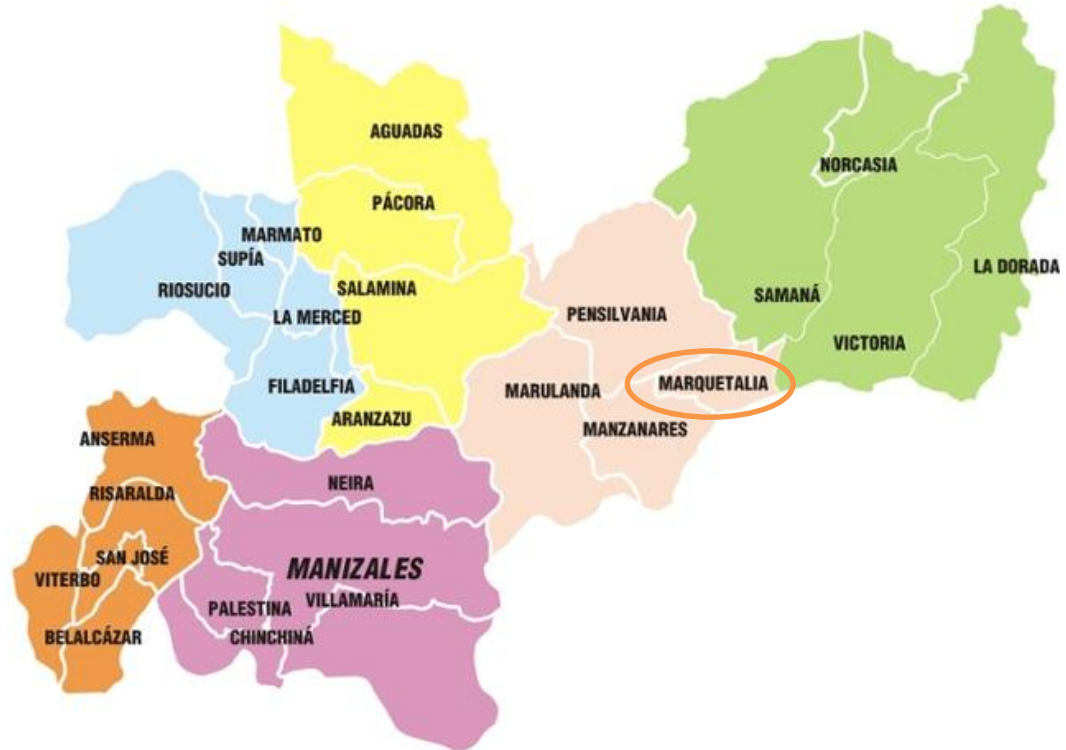 AGUADAS
NORCASIA
PÁCORA
MARMATO
SUPÍA
LA DORADA
RIOSUCIO
SALAMINA
SAMANÁ
LA MERCED
PENSILVANIA
VICTORIA
FILADELFIA
MARULANDA
MARQUETALIA
ARANZAZU
MANZANARES
ANSERMA
NEIRA
RISARALDA
SAN JOSÉ
MANIZALES
VITERBO
VILLAMARÍA
PALESTINA
BELALCÁZAR
CHINCHINÁ